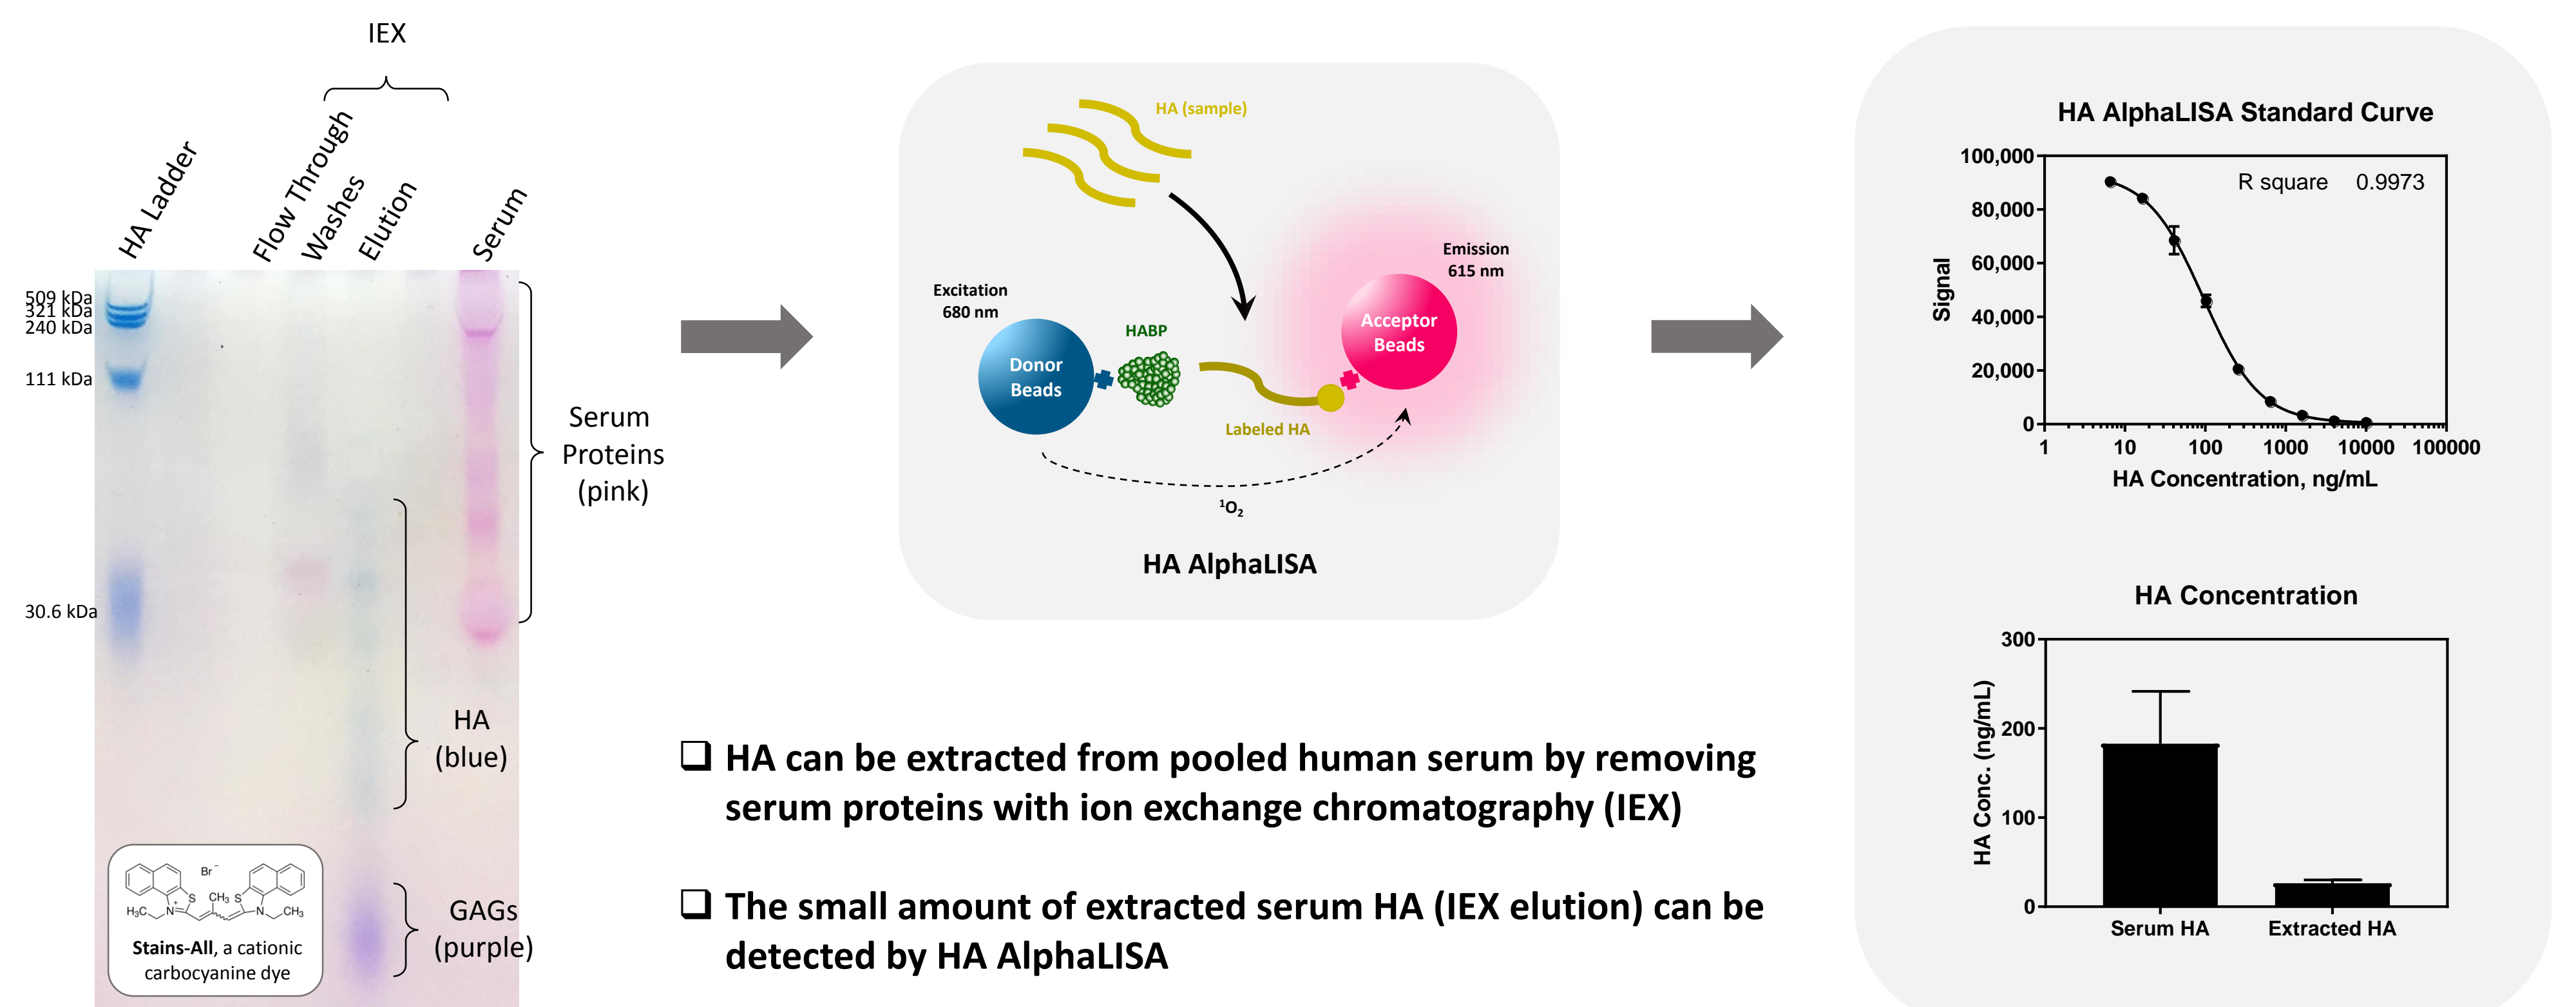 IEX
HA Ladder
Flow Through
Washes
Elution
Serum
509 kDa
321 kDa
240 kDa
111 kDa
30.6 kDa
Serum
Proteins
(pink)
HA
(blue)
GAGs
(purple)
Br⁻
S
S
CH₃
H₃C
N⁺
N
CH₃
Stains-All, a cationic
carbocyanine dye
HA (sample)
Emission
615 nm
Excitation
680 nm
Acceptor
Beads
HABP
Donor
Beads
Labeled HA
¹O₂
HA AlphaLISA
❑ HA can be extracted from pooled human serum by removing
serum proteins with ion exchange chromatography (IEX)
❑ The small amount of extracted serum HA (IEX elution) can be
detected by HA AlphaLISA
HA AlphaLISA Standard Curve
R square 0.9973
Signal
100,000
80,000
60,000
40,000
20,000
0
1 10 100 1000 10000 100000
HA Concentration, ng/mL
HA Concentration
HA Conc. (ng/mL)
300
200
100
0
Serum HA Extracted HA